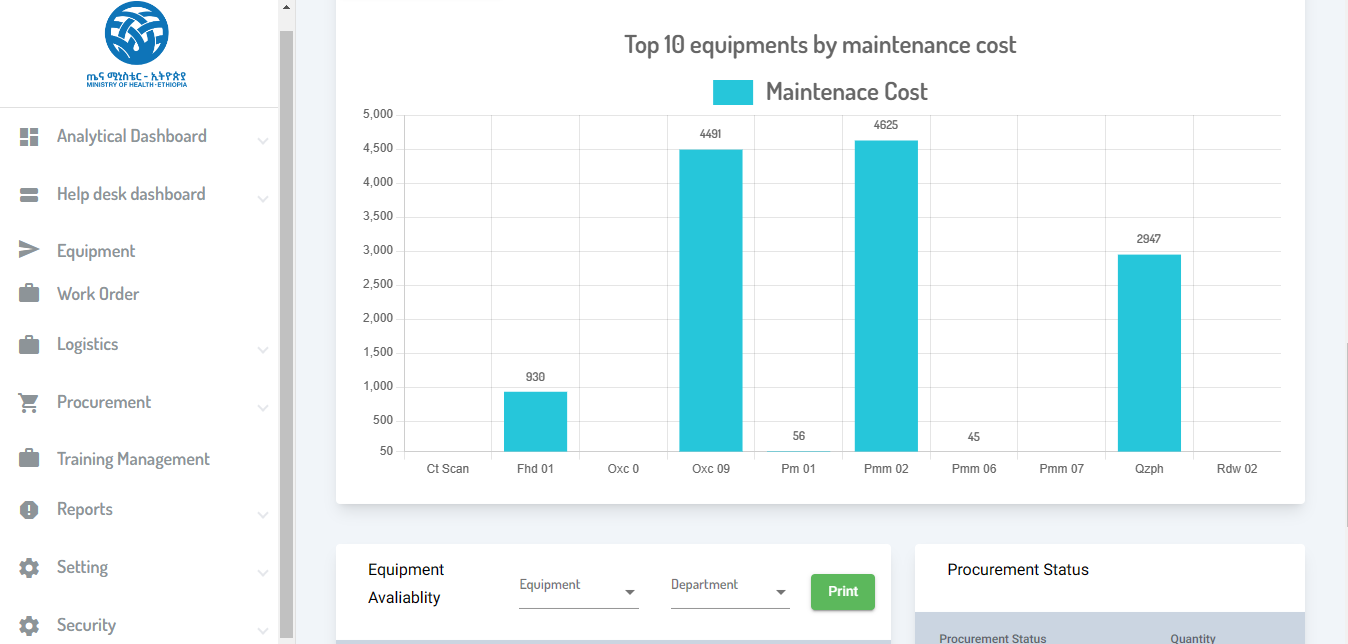 ጤና ሚኒስቴር - ኢትዮጵያ
MINISTRY OF HEALTH-ETHIOPIA
Analytical Dashboard
Help desk dashboard
Equipment
Work Order
Logistics
Procurement
Training Management
Reports
Setting
Security
Top 10 equipments by maintenance cost
Maintenace Cost
5,000
4,500
4,000
3,500
3,000
2,500
2,000
1,500
1,000
500
50
930
4491
56
4625
45
2947
Ct Scan
Fhd 01
Oxc 0
Oxc 09
Pm 01
Pmm 02
Pmm 06
Pmm 07
Qzph
Rdw 02
Equipment
Avaliablity
Equipment
Department
Print
Procurement Status
Procurement Status
Quantity